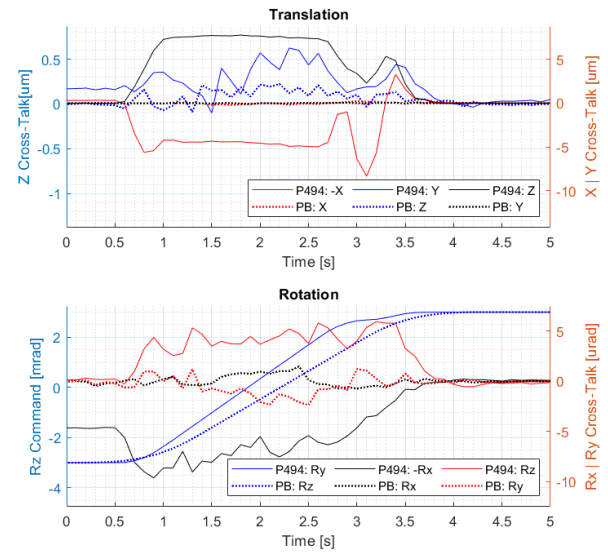 Translation
Z Cross-Talk[um]
1
0.5
0
-0.5
-1
X | Y Cross-Talk [um]
5
0
-5
-10
P494: -X P494: Y P494: Z
PB: X PB: Z PB: Y
0 0.5 1 1.5 2 2.5 3 3.5 4 4.5 5
Time [s]
Rotation
Rz Command [mrad]
2
0
-2
-4
Rx | Ry Cross-Talk [urad]
5
0
-5
-10
P494: Ry P494: -Rx P494: Rz
PB: Rz PB: Rx PB: Ry
0 0.5 1 1.5 2 2.5 3 3.5 4 4.5 5
Time [s]